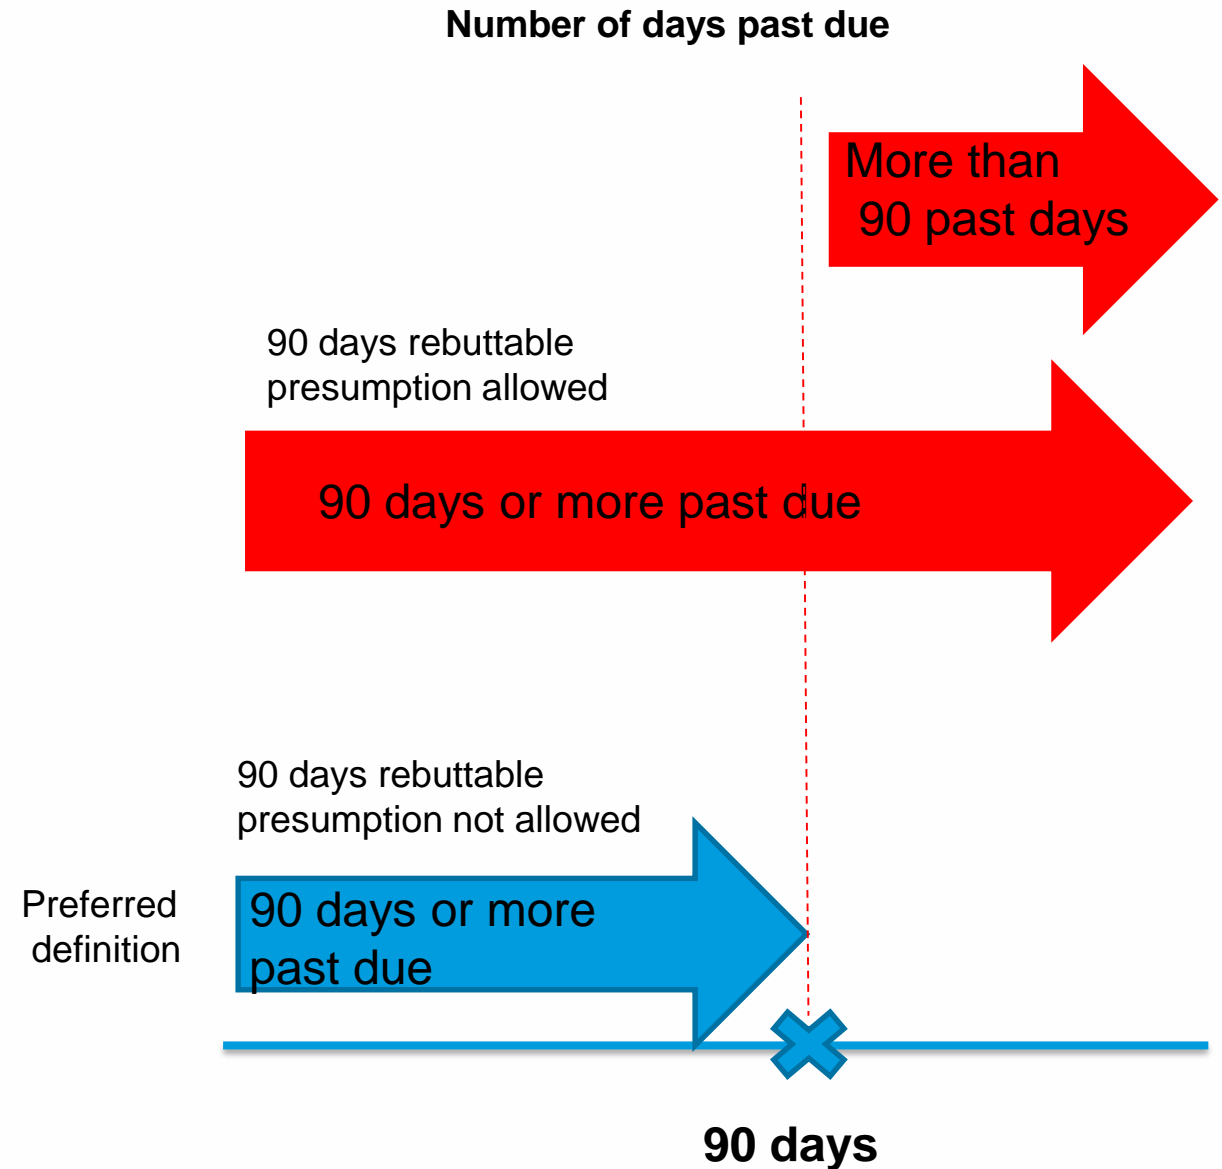 Number of days past due
More than
90 past days
90 days rebuttable
presumption allowed
90 days or more past due
90 days rebuttable
presumption not allowed
Preferred
definition
90 days or more
past due
90 days